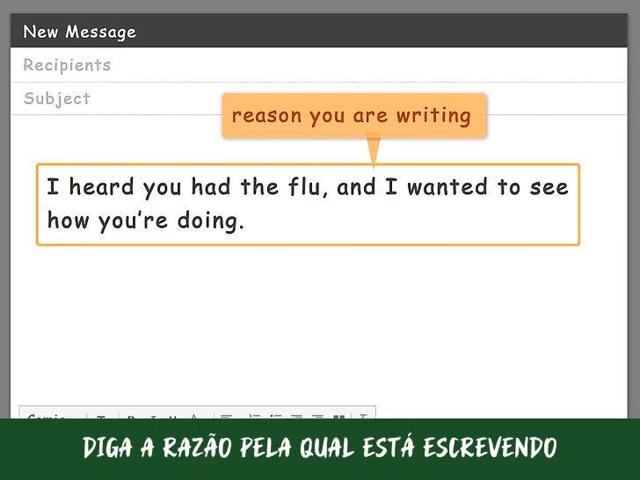 New Message
Recipients
Subject
reason you are writing
I heard you had the flu, and I wanted to see
how you're doing.
DIGA A RAZÃO PELA QUAL ESTÁ ESCREVENDO